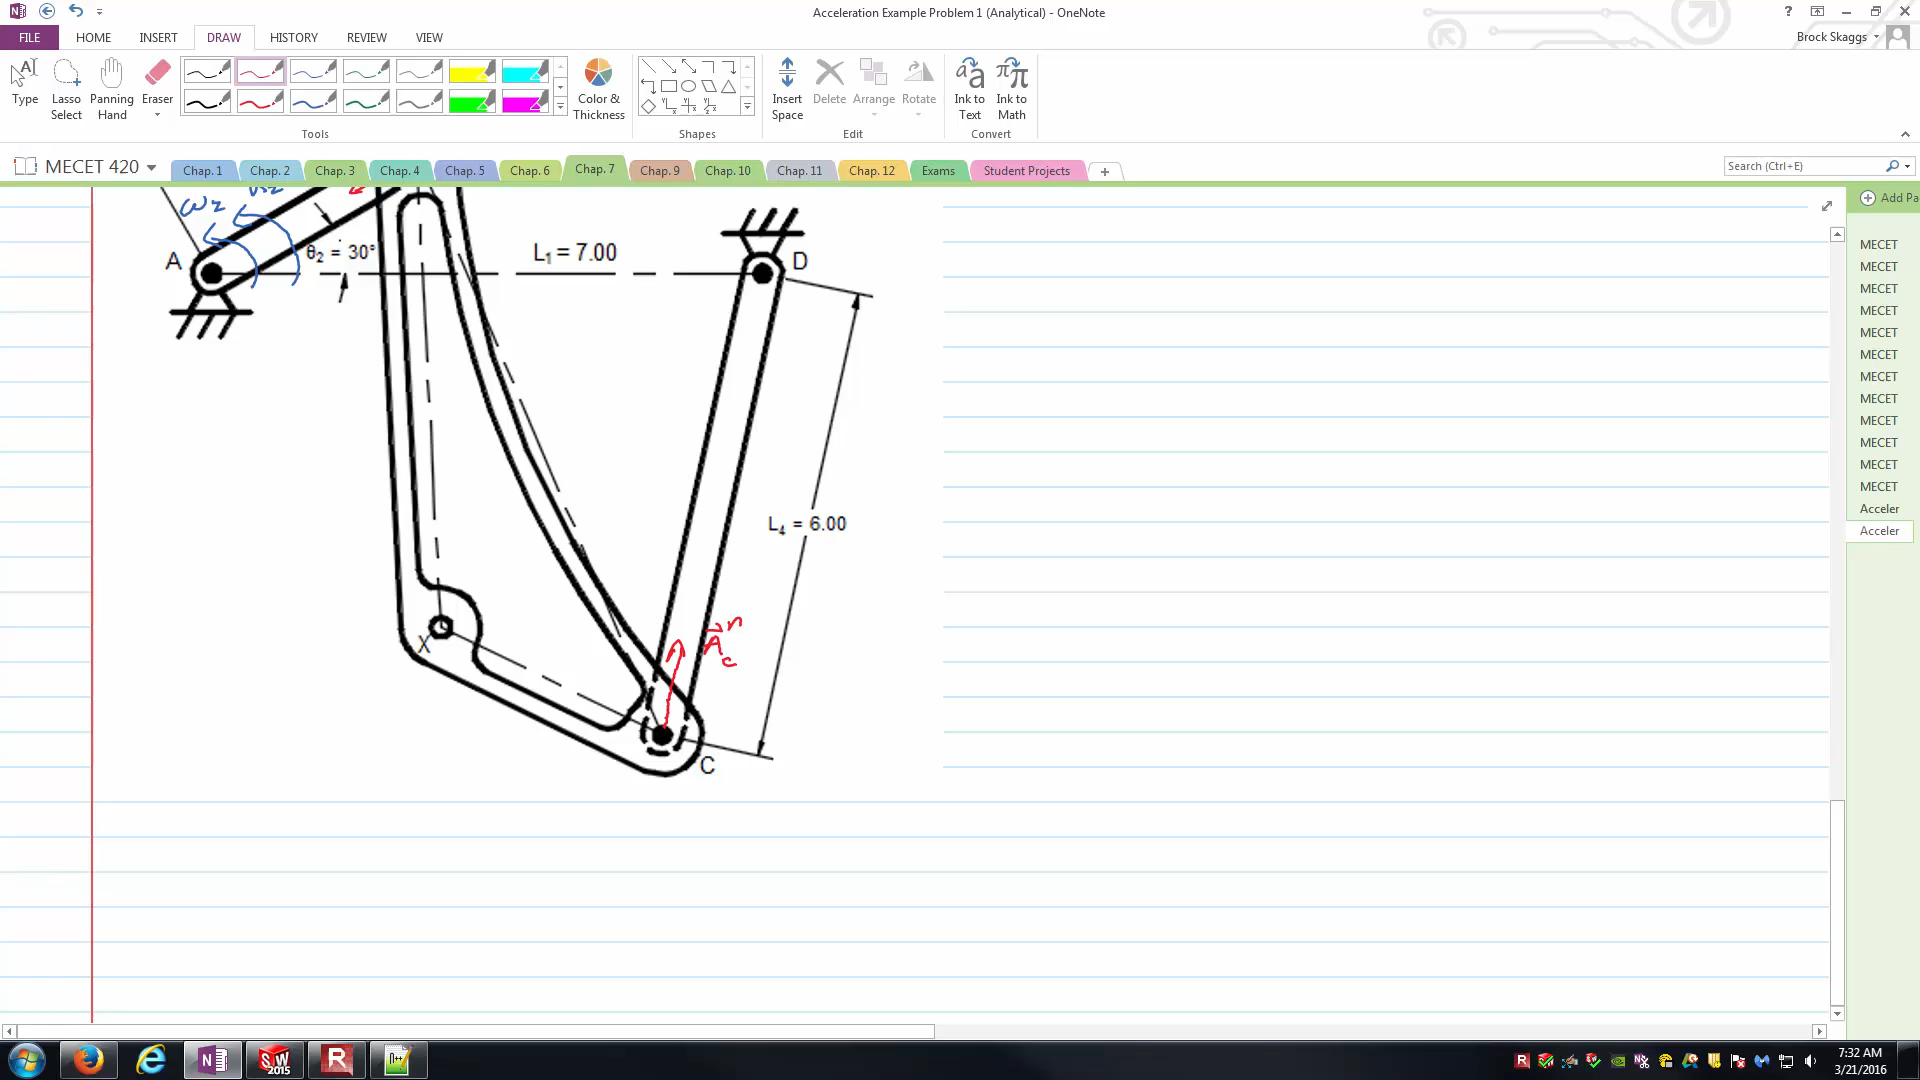 Acceleration Example Problem 1 (Analytical) - OneNote
?
FILE HOME INSERT DRAW HISTORY REVIEW VIEW
Brock Skaggs
Type
Lasso Select
Panning Hand
Eraser
Color & Thickness
Insert Space
Delete
Arrange
Rotate
Ink to Text
Ink to Math
Tools
Shapes
Edit
Convert
MECET 420
Chap. 1 Chap. 2 Chap. 3 Chap. 4 Chap. 5 Chap. 6 Chap. 7 Chap. 9 Chap. 10 Chap. 11 Chap. 12 Exams Student Projects
Search (Ctrl+E)
Add Pa
MECET
MECET
MECET
MECET
MECET
MECET
MECET
MECET
MECET
MECET
MECET
MECET
Acceler
Acceler
ω2
A
θ2 = 30°
L1 = 7.00
D
L4 = 6.00
A⃗ n c
X
C
SW 2015
R
7:32 AM
3/21/2016